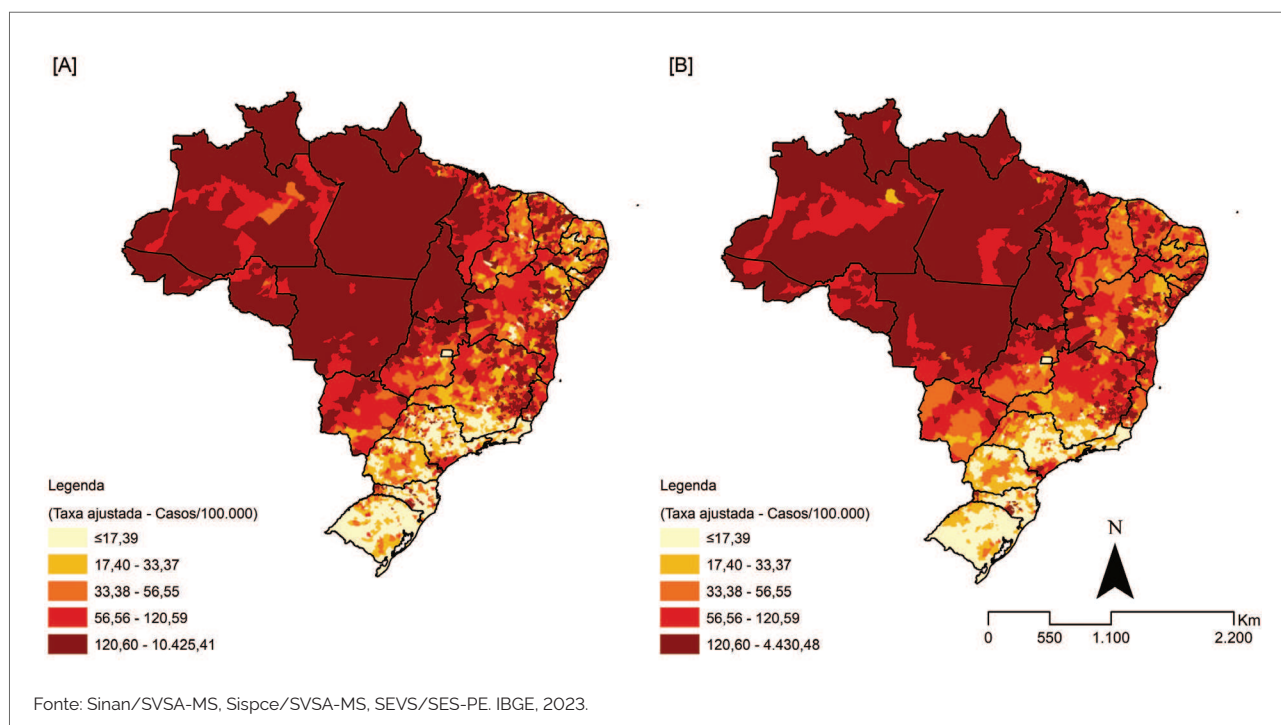 [A]
Legenda
(Taxa ajustada - Casos/100.000)
≤17,39
17,40 - 33,37
33,38 - 56,55
56,56 - 120,59
120,60 - 10.425,41
[B]
Legenda
(Taxa ajustada - Casos/100.000)
≤17,39
17,40 - 33,37
33,38 - 56,55
56,56 - 120,59
120,60 - 4.430,48
N
Km
0 550 1.100 2.200
Fonte: Sinan/SVSA-MS, Sispce/SVSA-MS, SEVS/SES-PE. IBGE, 2023.